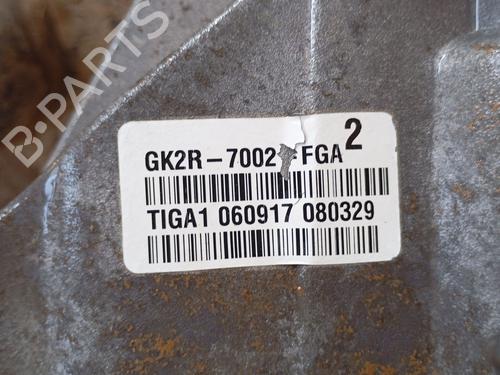 B-PARTS
2
GK2R-7002-FGA
TIGA1 060917 080329